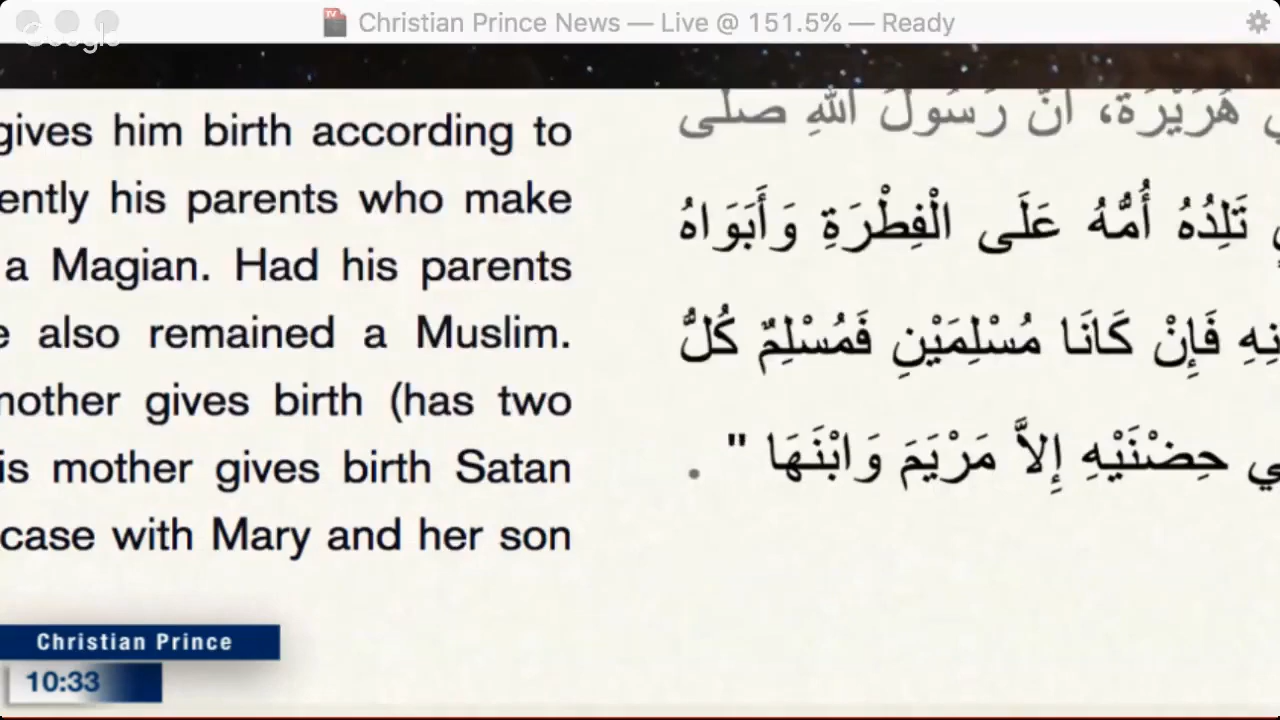 Christian Prince News — Live @ 151.5% — Ready
Google
gives him birth according to
ently his parents who make
a Magian. Had his parents
e also remained a Muslim.
mother gives birth (has two
is mother gives birth Satan
case with Mary and her son
هُرَيْرَةَ، أَنَّ رَسُولَ اللَّهِ صلى
تَلِدُهُ أُمُّهُ عَلَى الْفِطْرَةِ وَأَبَوَاهُ
نِهِ فَإِنْ كَانَا مُسْلِمَيْنِ فَمُسْلِمٌ كُلُّ
ي حِضْنَيْهِ إِلاَّ مَرْيَمَ وَابْنَهَا " .
Christian Prince
10:33